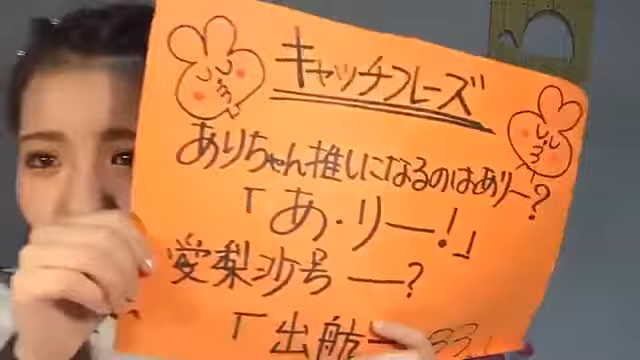 キャッチフレーズ
ありちゃん推しになるのはありー?
「あ・りー!」
愛梨沙号ー?
「出航ー